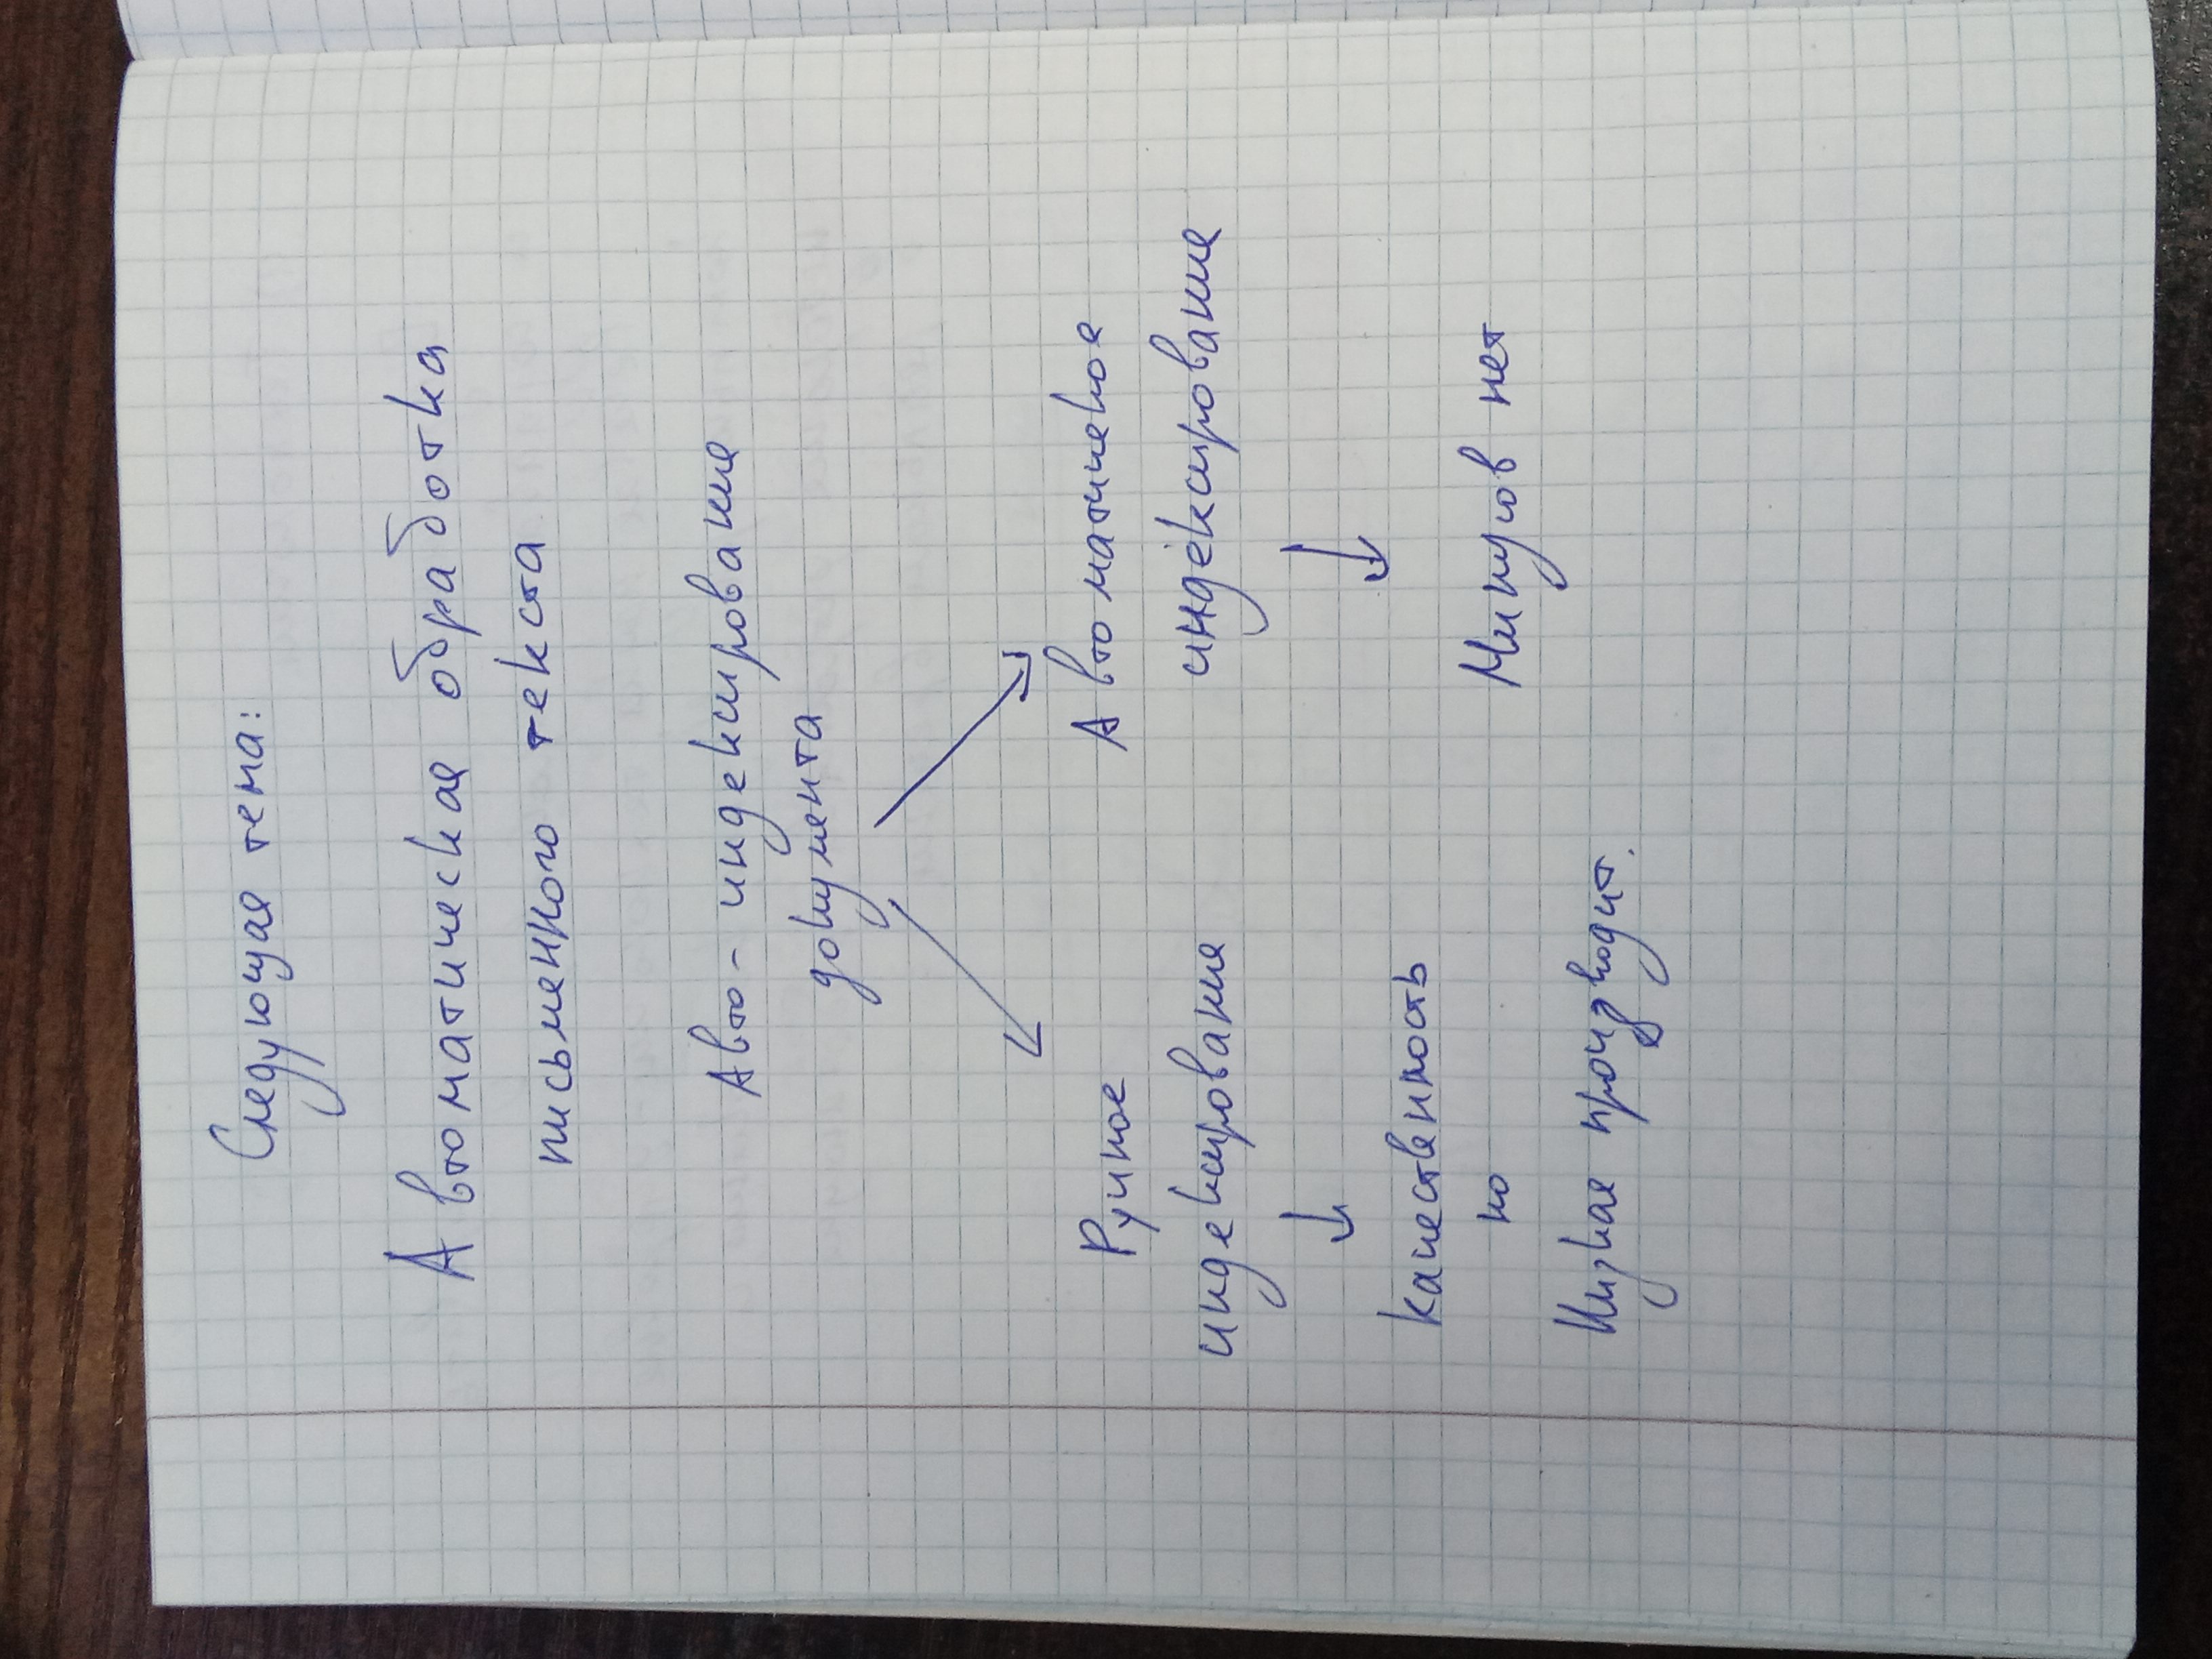 Следующая тема:
Автоматическая обработка
письменного текста
Авто-индексирование
документа
Ручное
индексирование
Автоматическое
индексирование
Качественность
но
Низкая производит.
Минусов нет